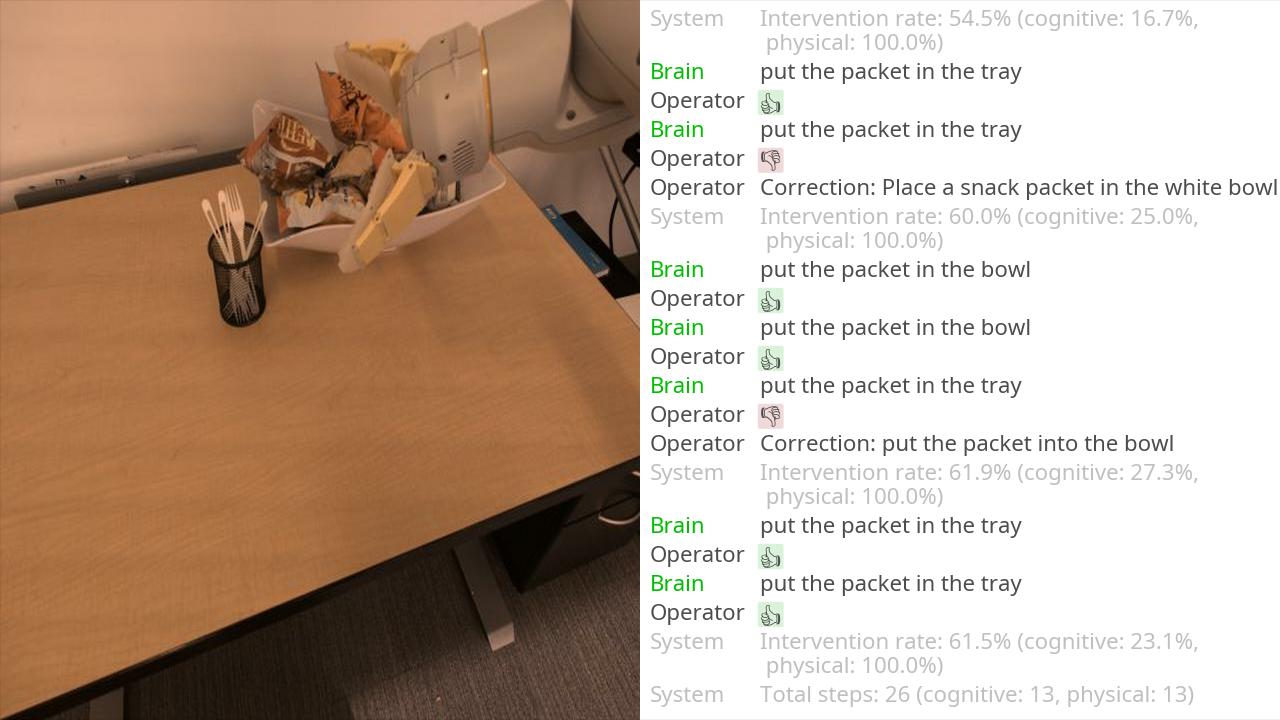 System Intervention rate: 54.5% (cognitive: 16.7%,
physical: 100.0%)
Brain put the packet in the tray
Operator 👍
Brain put the packet in the tray
Operator 👎
Operator Correction: Place a snack packet in the white bowl
System Intervention rate: 60.0% (cognitive: 25.0%,
physical: 100.0%)
Brain put the packet in the bowl
Operator 👍
Brain put the packet in the bowl
Operator 👍
Brain put the packet in the tray
Operator 👎
Operator Correction: put the packet into the bowl
System Intervention rate: 61.9% (cognitive: 27.3%,
physical: 100.0%)
Brain put the packet in the tray
Operator 👍
Brain put the packet in the tray
Operator 👍
System Intervention rate: 61.5% (cognitive: 23.1%,
physical: 100.0%)
System Total steps: 26 (cognitive: 13, physical: 13)